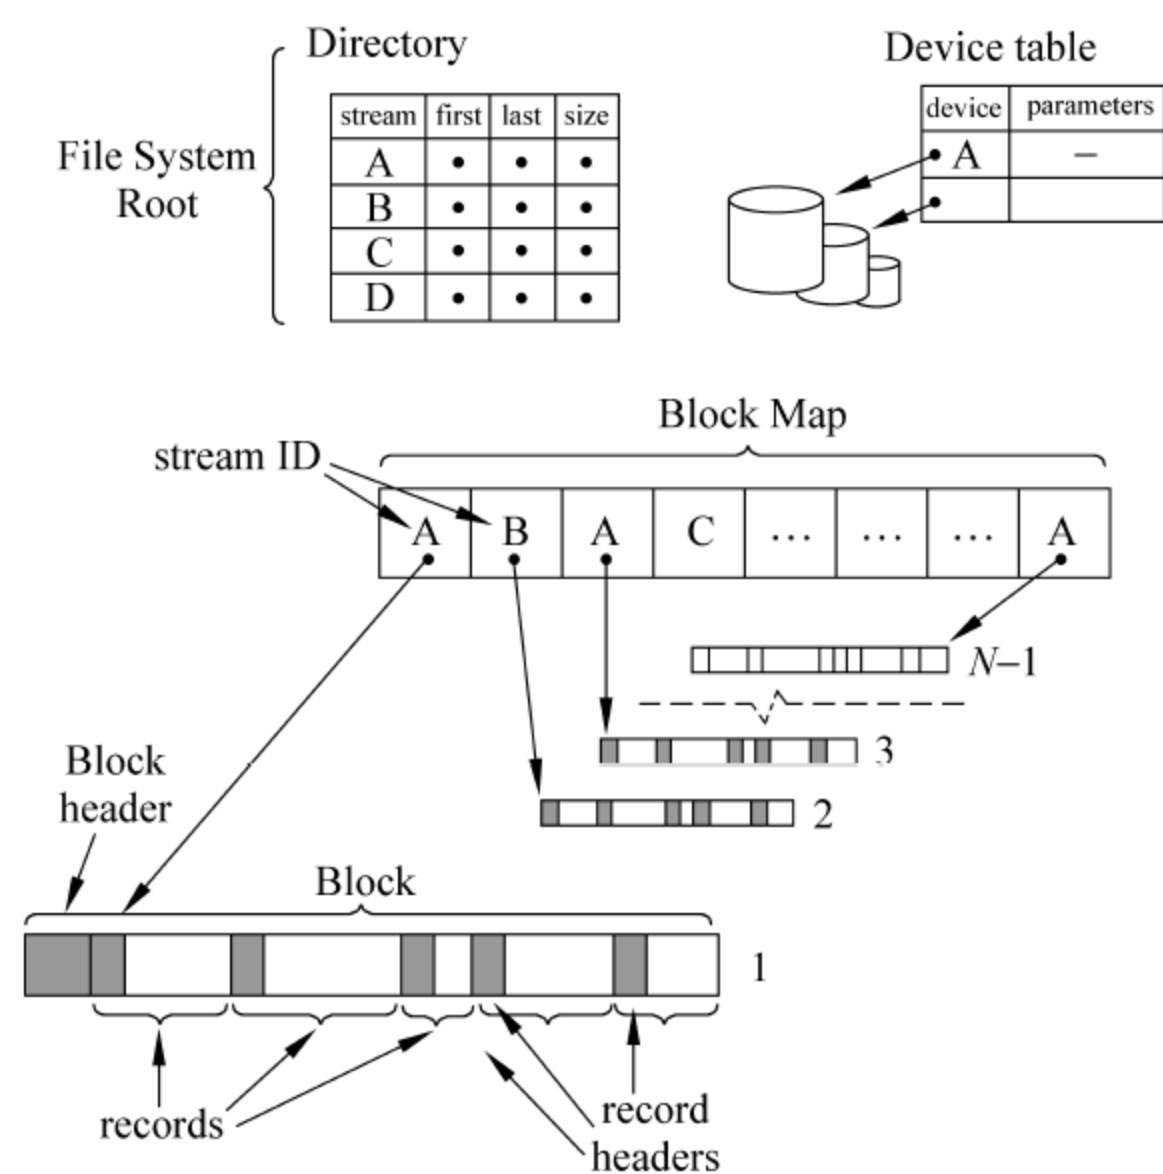 Directory
stream first last size
A • • •
B • • •
C • • •
D • • •
File System
Root
Device table
device parameters
A –
Block Map
stream ID
A B A C … … … A
N–1
3
2
Block
header
Block
1
records
record
headers